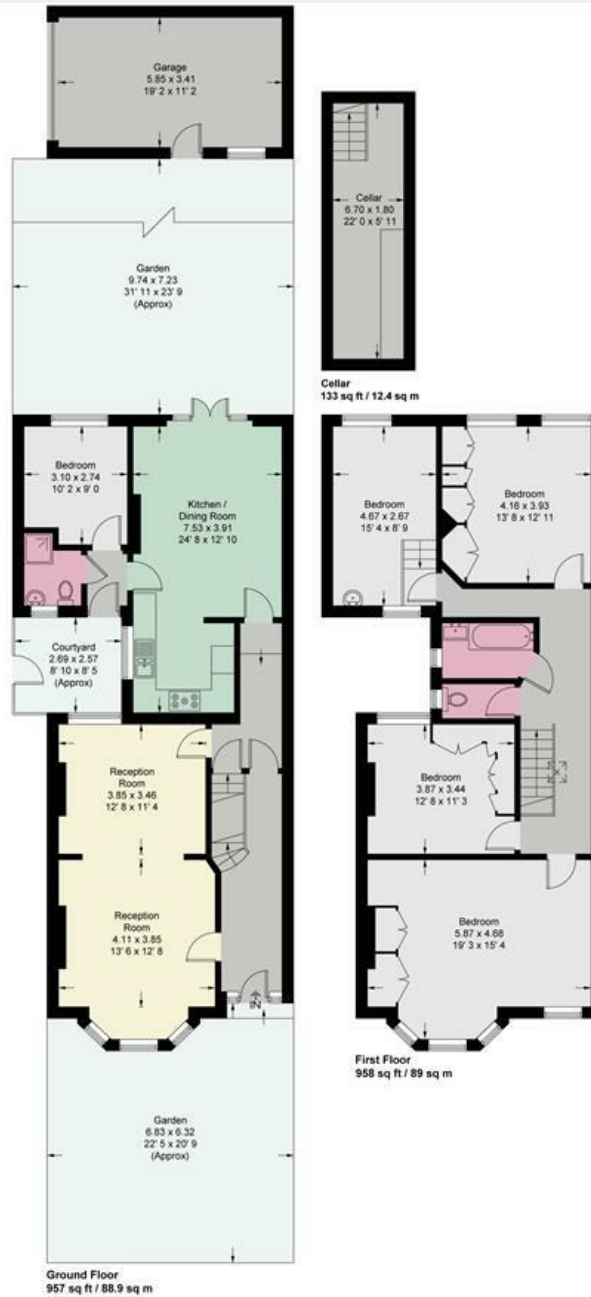 Garage
5.85 x 3.41
19' 2 x 11' 2
Cellar
6.70 x 1.80
22' 0 x 5' 11
Garden
9.74 x 7.23
31' 11 x 23' 9
(Approx)
Cellar
133 sq ft / 12.4 sq m
Bedroom
3.10 x 2.74
10' 2 x 9' 0
Kitchen /
Dining Room
7.53 x 3.91
24' 8 x 12' 10
Bedroom
4.67 x 2.67
15' 4 x 8' 9
Bedroom
4.16 x 3.93
13' 8 x 12' 11
Courtyard
2.69 x 2.57
8' 10 x 8' 5
(Approx)
Reception
Room
3.85 x 3.46
12' 8 x 11' 4
Bedroom
3.87 x 3.44
12' 8 x 11' 3
Reception
Room
4.11 x 3.85
13' 6 x 12' 8
Bedroom
5.87 x 4.68
19' 3 x 15' 4
First Floor
958 sq ft / 89 sq m
Garden
6.83 x 6.32
22' 5 x 20' 9
(Approx)
Ground Floor
957 sq ft / 88.9 sq m